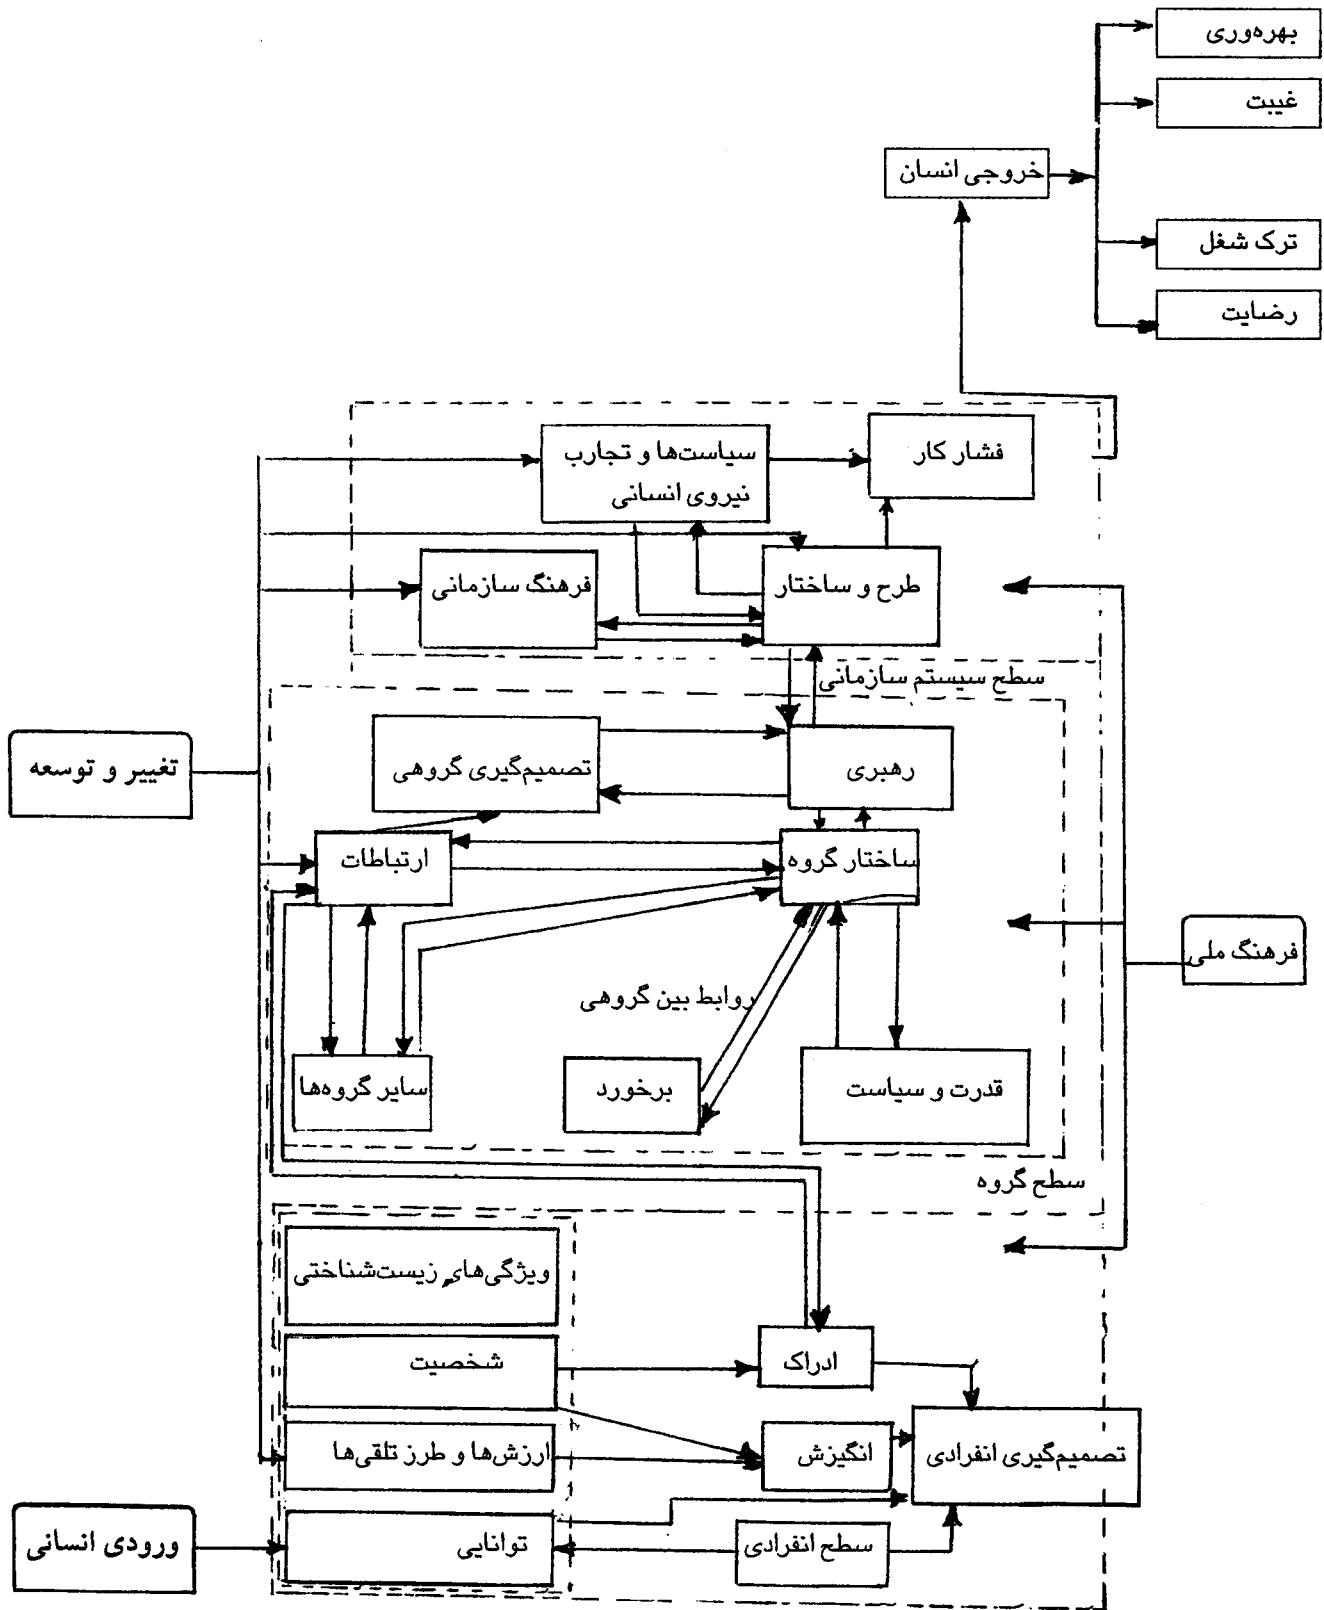 بهره‌وری
غیبت
خروجی انسان
ترک شغل
رضایت
فشار کار
سیاست‌ها و تجارب
نیروی انسانی
طرح و ساختار
فرهنگ سازمانی
سطح سیستم سازمانی
رهبری
تصمیم‌گیری گروهی
تغییر و توسعه
ساختار گروه
ارتباطات
فرهنگ ملی
روابط بین گروهی
قدرت و سیاست
برخورد
سایر گروه‌ها
سطح گروه
ویژگی‌های زیست‌شناختی
ادراک
شخصیت
تصمیم‌گیری انفرادی
انگیزش
ارزش‌ها و طرز تلقی‌ها
سطح انفرادی
توانایی
ورودی انسانی